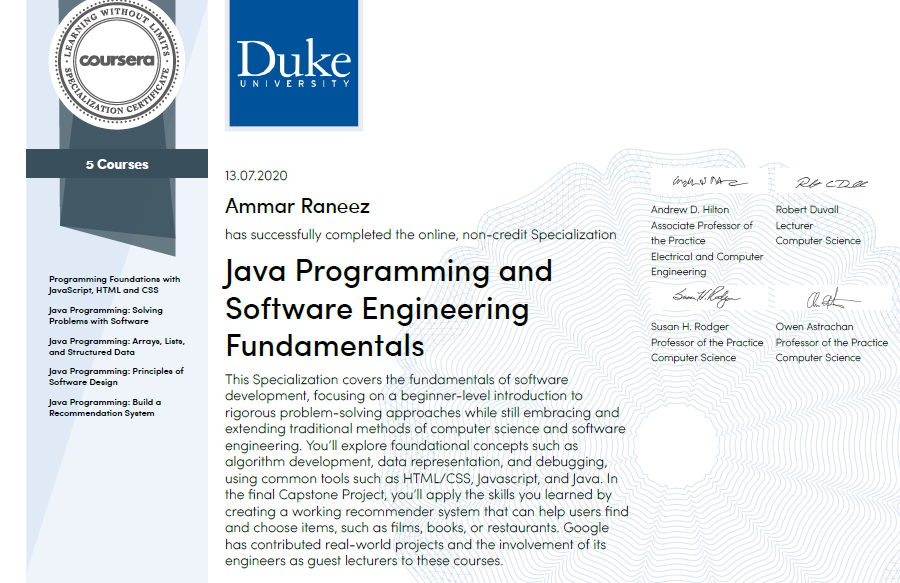 LEARNING WITHOUT LIMITS
coursera
SPECIALIZATION CERTIFICATE
5 Courses
Programming Foundations with
JavaScript, HTML and CSS
Java Programming: Solving
Problems with Software
Java Programming: Arrays, Lists,
and Structured Data
Java Programming: Principles of
Software Design
Java Programming: Build a
Recommendation System
Duke
UNIVERSITY
13.07.2020
Ammar Raneez
has successfully completed the online, non-credit Specialization
Java Programming and
Software Engineering
Fundamentals
This Specialization covers the fundamentals of software
development, focusing on a beginner-level introduction to
rigorous problem-solving approaches while still embracing and
extending traditional methods of computer science and software
engineering. You'll explore foundational concepts such as
algorithm development, data representation, and debugging,
using common tools such as HTML/CSS, Javascript, and Java. In
the final Capstone Project, you'll apply the skills you learned by
creating a working recommender system that can help users find
and choose items, such as films, books, or restaurants. Google
has contributed real-world projects and the involvement of its
engineers as guest lecturers to these courses.
Andrew D. Hilton
Associate Professor of
the Practice
Electrical and Computer
Engineering
Robert Duvall
Lecturer
Computer Science
Susan H. Rodger
Susan H. Rodger
Professor of the Practice
Computer Science
Owen Astrachan
Professor of the Practice
Computer Science